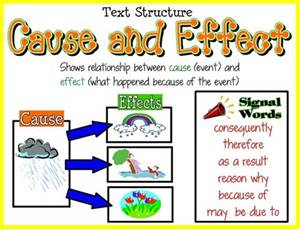 Text Structure
Cause and Effect
Shows relationship between cause (event) and
effect (what happened because of the event)
Cause
Effects
Signal
Words
consequently
therefore
as a result
reason why
because of
may be due to